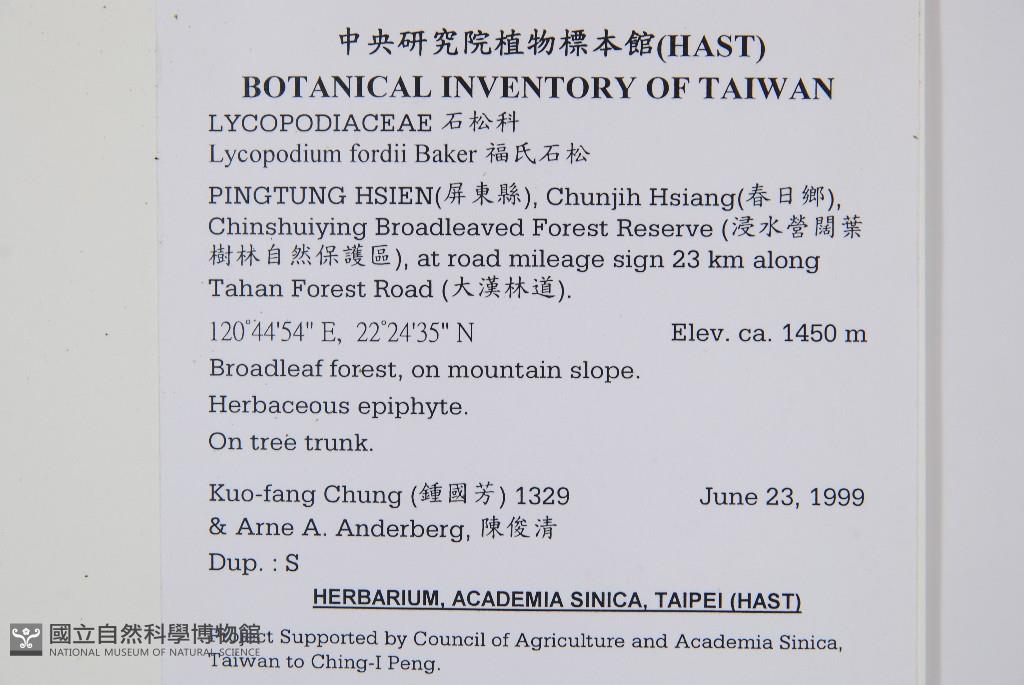 中央研究院植物標本館(HAST)
BOTANICAL INVENTORY OF TAIWAN
LYCOPODIACEAE 石松科
Lycopodium fordii Baker 福氏石松
PINGTUNG HSIEN(屏東縣), Chunjih Hsiang(春日鄉),
Chinshuiying Broadleaved Forest Reserve (浸水營闊葉
樹林自然保護區), at road mileage sign 23 km along
Tahan Forest Road (大漢林道).
120°44'54" E, 22°24'35" N Elev. ca. 1450 m
Broadleaf forest, on mountain slope.
Herbaceous epiphyte.
On tree trunk.
Kuo-fang Chung (鍾國芳) 1329 June 23, 1999
& Arne A. Anderberg, 陳俊清
Dup. : S
HERBARIUM, ACADEMIA SINICA, TAIPEI (HAST)
Project Supported by Council of Agriculture and Academia Sinica,
Taiwan to Ching-I Peng.
國立自然科學博物館
NATIONAL MUSEUM OF NATURAL SCIENCE